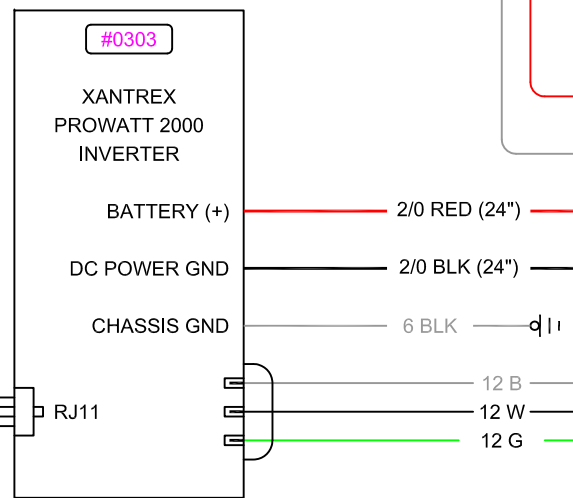 #0303
XANTREX
PROWATT 2000
INVERTER
BATTERY (+) 2/0 RED (24")
DC POWER GND 2/0 BLK (24")
CHASSIS GND 6 BLK
12 B
RJ11 12 W
12 G